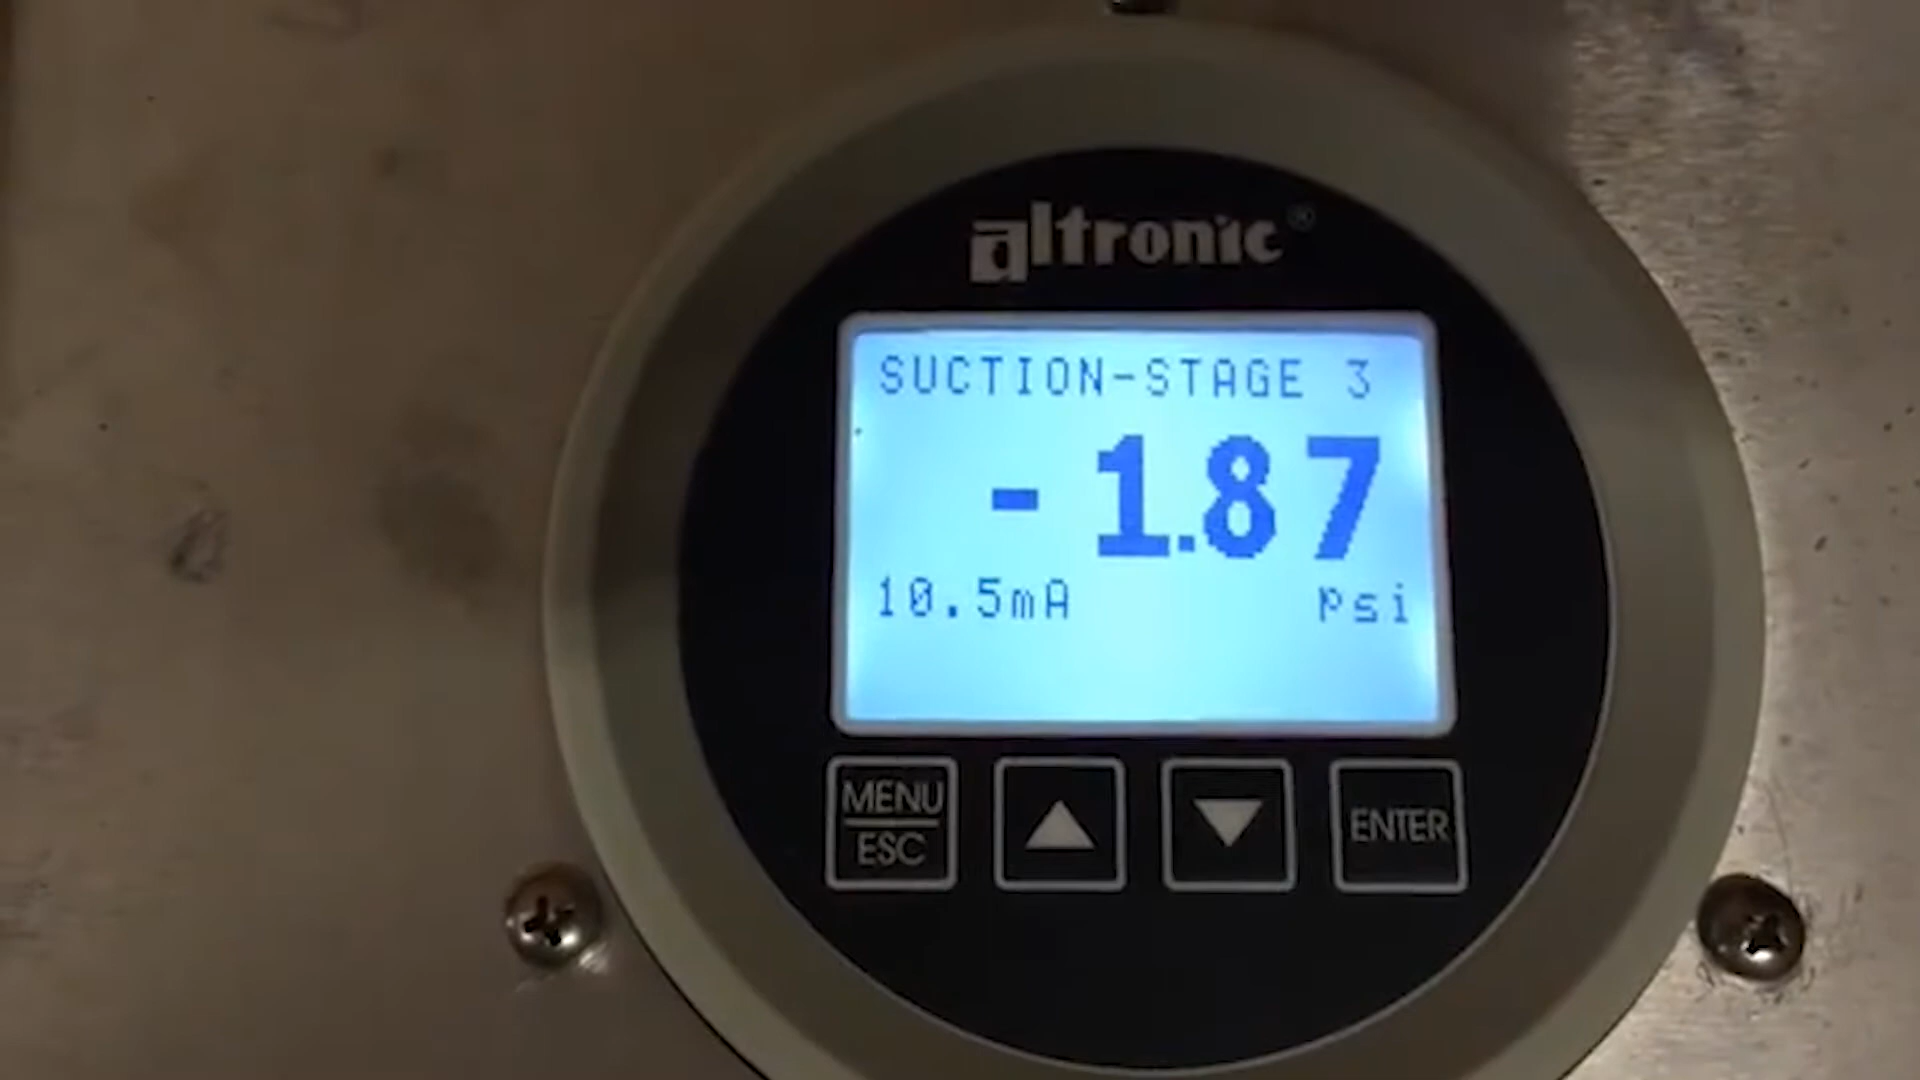 altronic®
SUCTION-STAGE 3
- 1.87
10.5mA psi
MENU
ESC
ENTER